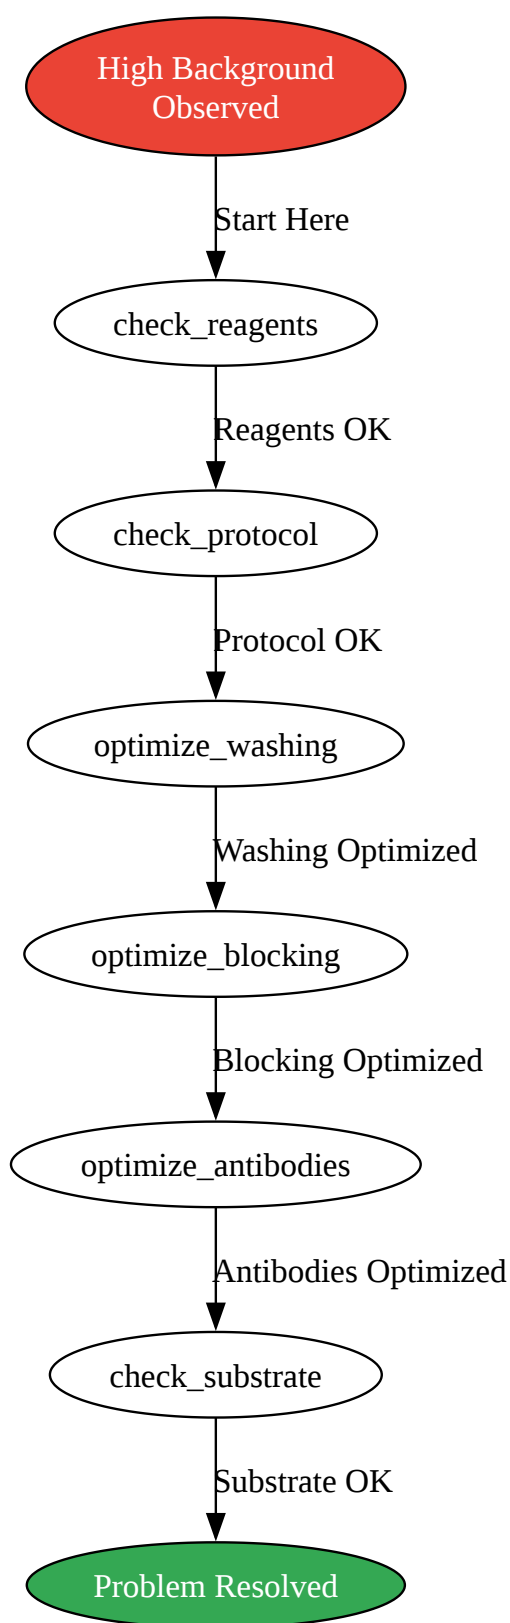 High Background
Observed
Start Here
check_reagents
Reagents OK
check_protocol
Protocol OK
optimize_washing
Washing Optimized
optimize_blocking
Blocking Optimized
optimize_antibodies
Antibodies Optimized
check_substrate
Substrate OK
Problem Resolved